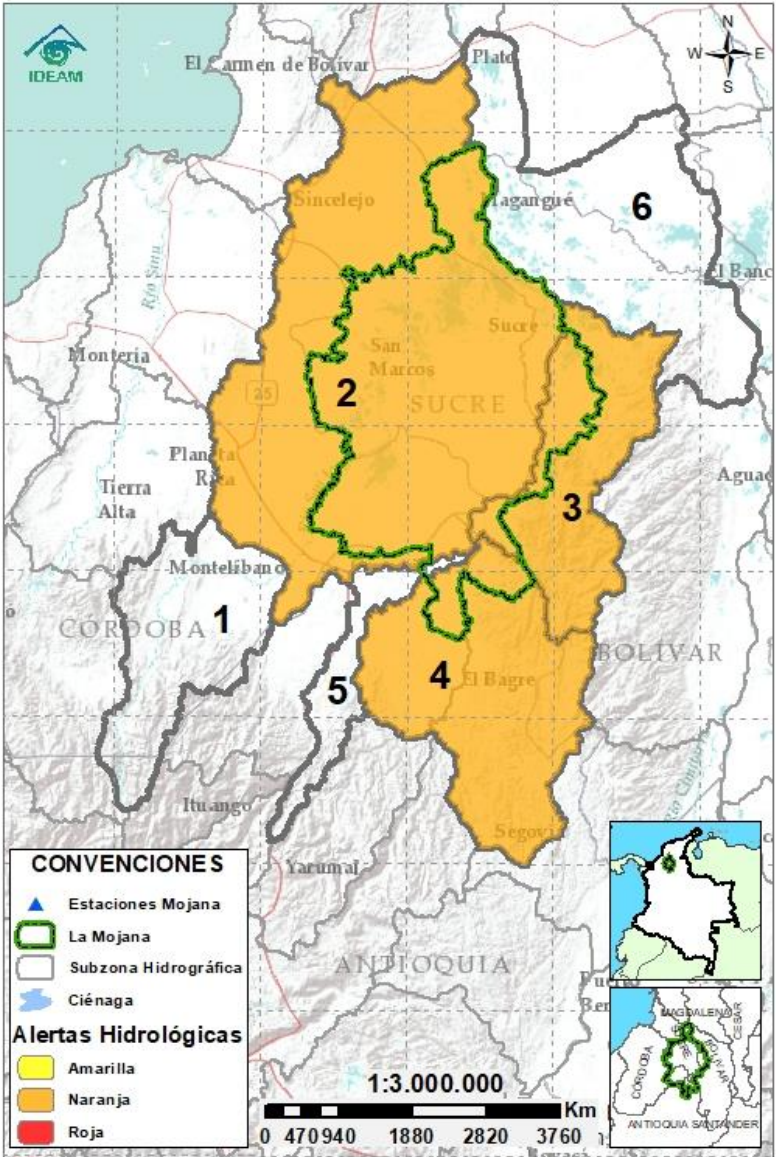 N
W E
S
IDEAM
El Carmen de Bolívar
Plato
6
Sincelejo
Magangué
El Banc
Río Sinú
Sucre
Montería
San
Marcos
2
25
SUCRE
Planeta
Rica
Tierra
Alta
Aguac
3
Montelíbano
1
CÓRDOBA
BOLÍVAR
5
4
El Bagre
Ituango
Segovia
Yarumal
ANTIOQUIA
Puerto
Ber
CONVENCIONES
Estaciones Mojana
La Mojana
Subzona Hidrográfica
Ciénaga
Alertas Hidrológicas
Amarilla
Naranja
Roja
1:3.000.000
Km
0 470 940 1880 2820 3760
MAGDALENA
CESAR
CÓRDOBA
BOLÍVAR
ANTIOQUIA SANTANDER